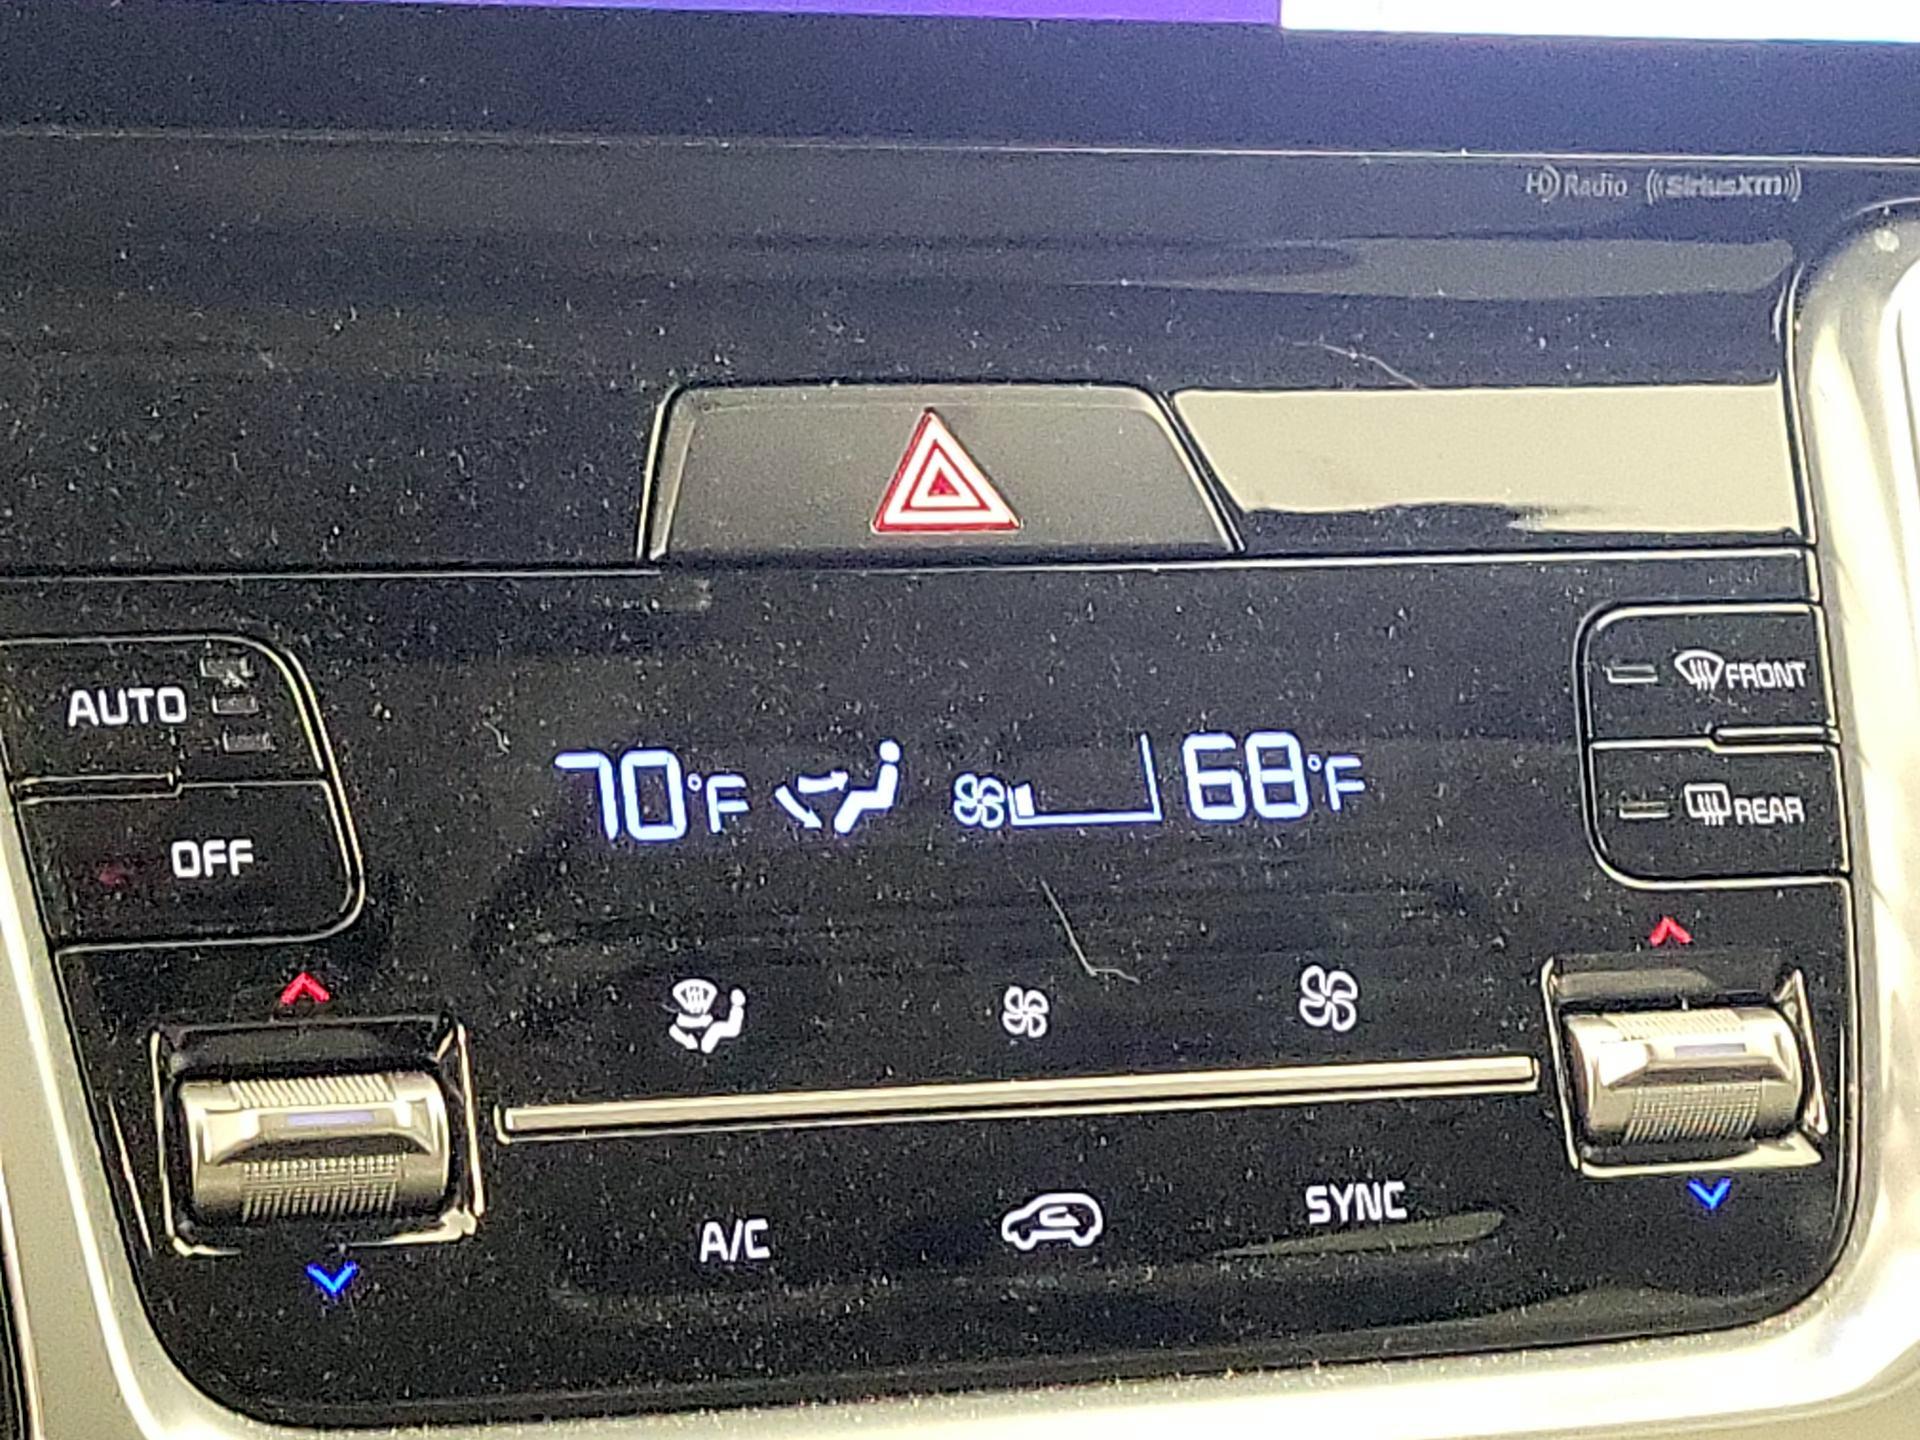 HD Radio ((SiriusXM))
AUTO
FRONT
70°F 68°F
REAR
OFF
A/C
SYNC